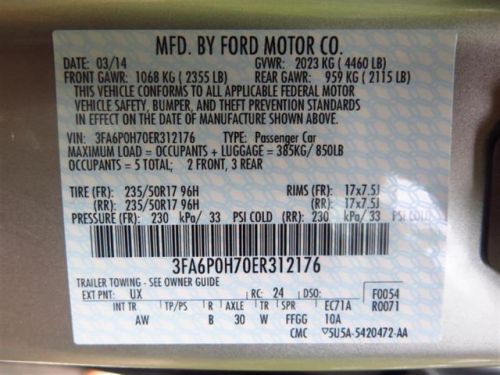 MFD. BY FORD MOTOR CO.
DATE: 03/14 GVWR: 2023 KG ( 4460 LB)
FRONT GAWR: 1068 KG ( 2355 LB) REAR GAWR: 959 KG ( 2115 LB)
THIS VEHICLE CONFORMS TO ALL APPLICABLE FEDERAL MOTOR
VEHICLE SAFETY, BUMPER, AND THEFT PREVENTION STANDARDS
IN EFFECT ON THE DATE OF MANUFACTURE SHOWN ABOVE.
VIN: 3FA6P0H70ER312176 TYPE: Passenger Car
MAXIMUM LOAD = OCCUPANTS + LUGGAGE = 385KG/ 850LB
OCCUPANTS = 5 TOTAL; 2 FRONT, 3 REAR
TIRE (FR): 235/50R17 96H RIMS (FR): 17x7.5J
(RR): 235/50R17 96H (RR): 17x7.5J
PRESSURE (FR): 230 kPa/ 33 PSI COLD (RR): 230 kPa/ 33 PSI COLD
3FA6P0H70ER312176
TRAILER TOWING - SEE OWNER GUIDE
EXT PNT: UX RC: 24 DSO: F0054
INT TR TP/PS R AXLE TR SPR EC71A R0071
AW B 30 W FFGG 10A
CMC 5U5A-5420472-AA